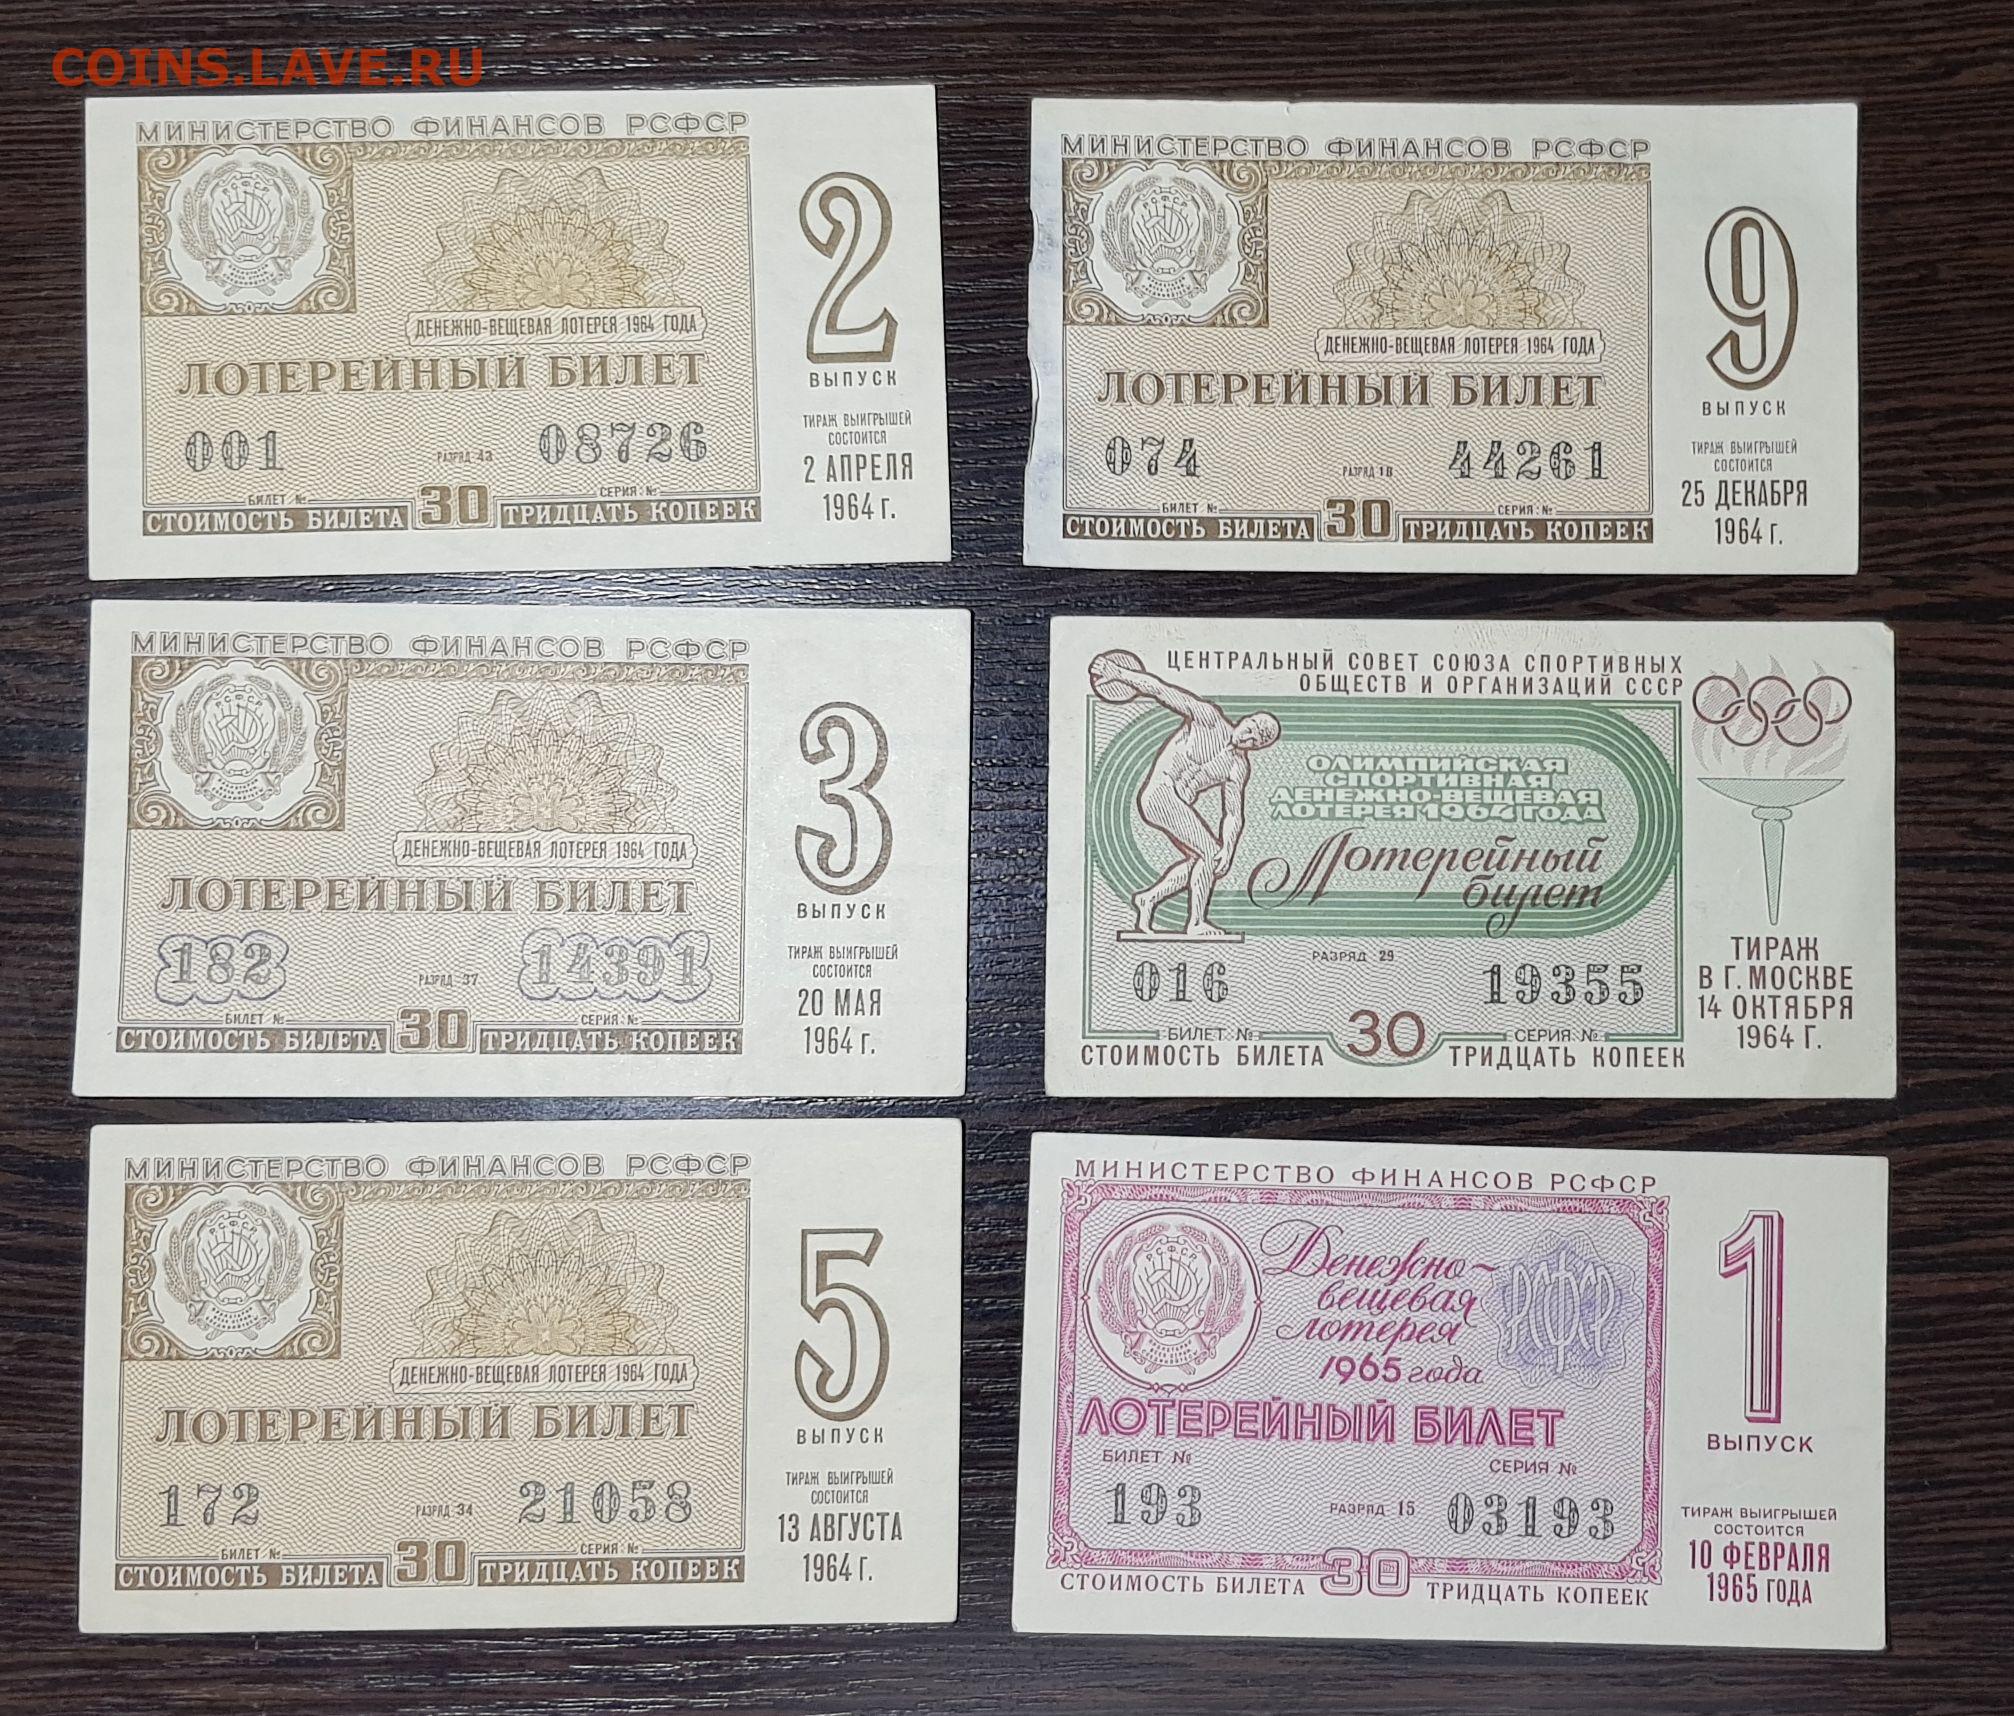 COINS.LAVE.RU
МИНИСТЕРСТВО ФИНАНСОВ РСФСР
РСФСР
ДЕНЕЖНО-ВЕЩЕВАЯ ЛОТЕРЕЯ 1964 ГОДА
ЛОТЕРЕЙНЫЙ БИЛЕТ
001 РАЗРЯД 43 08726
БИЛЕТ № СЕРИЯ №
СТОИМОСТЬ БИЛЕТА 30 ТРИДЦАТЬ КОПЕЕК
2
ВЫПУСК
ТИРАЖ ВЫИГРЫШЕЙ
СОСТОИТСЯ
2 АПРЕЛЯ
1964 г.
МИНИСТЕРСТВО ФИНАНСОВ РСФСР
РСФСР
ДЕНЕЖНО-ВЕЩЕВАЯ ЛОТЕРЕЯ 1964 ГОДА
ЛОТЕРЕЙНЫЙ БИЛЕТ
074 РАЗРЯД 18 44261
БИЛЕТ № СЕРИЯ №
СТОИМОСТЬ БИЛЕТА 30 ТРИДЦАТЬ КОПЕЕК
9
ВЫПУСК
ТИРАЖ ВЫИГРЫШЕЙ
СОСТОИТСЯ
25 ДЕКАБРЯ
1964 г.
МИНИСТЕРСТВО ФИНАНСОВ РСФСР
РСФСР
ДЕНЕЖНО-ВЕЩЕВАЯ ЛОТЕРЕЯ 1964 ГОДА
ЛОТЕРЕЙНЫЙ БИЛЕТ
182 РАЗРЯД 37 14391
БИЛЕТ № СЕРИЯ №
СТОИМОСТЬ БИЛЕТА 30 ТРИДЦАТЬ КОПЕЕК
3
ВЫПУСК
ТИРАЖ ВЫИГРЫШЕЙ
СОСТОИТСЯ
20 МАЯ
1964 г.
ЦЕНТРАЛЬНЫЙ СОВЕТ СОЮЗА СПОРТИВНЫХ
ОБЩЕСТВ И ОРГАНИЗАЦИЙ СССР
ОЛИМПИЙСКАЯ
СПОРТИВНАЯ
ДЕНЕЖНО-ВЕЩЕВАЯ
ЛОТЕРЕЯ 1964 ГОДА
Лотерейный
билет
016 РАЗРЯД 29 19355
БИЛЕТ № СЕРИЯ №
СТОИМОСТЬ БИЛЕТА 30 ТРИДЦАТЬ КОПЕЕК
ТИРАЖ
В Г. МОСКВЕ
14 ОКТЯБРЯ
1964 Г.
МИНИСТЕРСТВО ФИНАНСОВ РСФСР
РСФСР
ДЕНЕЖНО-ВЕЩЕВАЯ ЛОТЕРЕЯ 1964 ГОДА
ЛОТЕРЕЙНЫЙ БИЛЕТ
172 РАЗРЯД 34 21058
БИЛЕТ № СЕРИЯ №
СТОИМОСТЬ БИЛЕТА 30 ТРИДЦАТЬ КОПЕЕК
5
ВЫПУСК
ТИРАЖ ВЫИГРЫШЕЙ
СОСТОИТСЯ
13 АВГУСТА
1964 г.
МИНИСТЕРСТВО ФИНАНСОВ РСФСР
РСФСР
Денежно-
вещевая
лотерея
1965 года
РСФСР
ЛОТЕРЕЙНЫЙ БИЛЕТ
БИЛЕТ № СЕРИЯ №
193 РАЗРЯД 15 03193
СТОИМОСТЬ БИЛЕТА 30 ТРИДЦАТЬ КОПЕЕК
1
ВЫПУСК
ТИРАЖ ВЫИГРЫШЕЙ
СОСТОИТСЯ
10 ФЕВРАЛЯ
1965 ГОДА